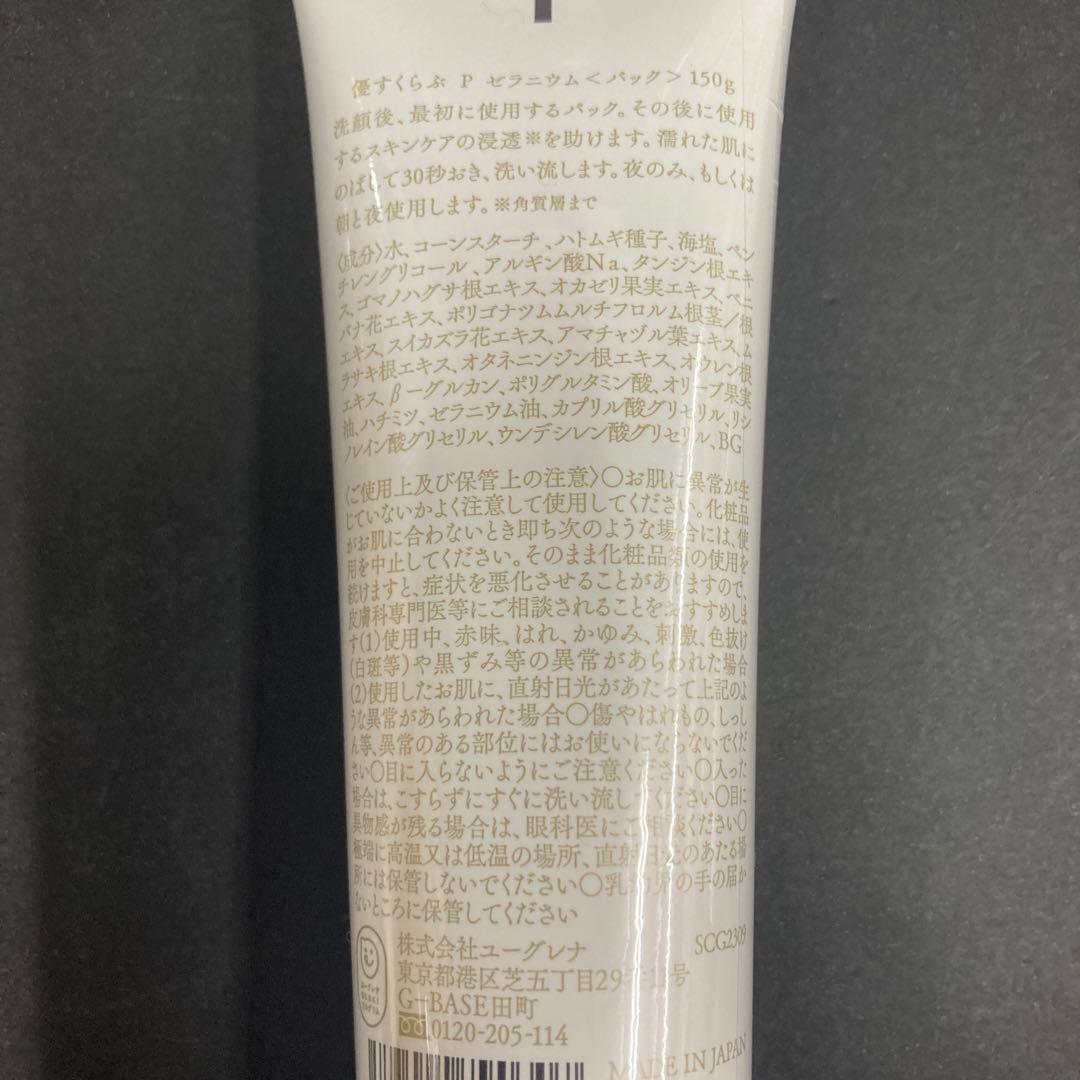 優すくらぶ P ゼラニウム＜パック＞150g
洗顔後、最初に使用するパック。その後に使用
するスキンケアの浸透※を助けます。濡れた肌に
のばして30秒おき、洗い流します。夜のみ、もしくは
朝と夜使用します。※角質層まで
〈成分〉水、コーンスターチ、ハトムギ種子、海塩、ペン
チレングリコール、アルギン酸Na、タンジン根エキ
ス、ゴマノハグサ根エキス、オカゼリ果実エキス、ベニ
バナ花エキス、ポリゴナツムムルチフロルム根茎／根
エキス、スイカズラ花エキス、アマチャヅル葉エキス、ム
ラサキ根エキス、オタネニンジン根エキス、オウレン根
エキス、βーグルカン、ポリグルタミン酸、オリーブ果実
油、ハチミツ、ゼラニウム油、カプリル酸グリセリル、リシ
ノレイン酸グリセリル、ウンデシレン酸グリセリル、BG
〈ご使用上及び保管上の注意〉○お肌に異常が生
じていないかよく注意して使用してください。化粧品
がお肌に合わないとき即ち次のような場合には、使
用を中止してください。そのまま化粧品類の使用を
続けますと、症状を悪化させることがありますので、
皮膚科専門医等にご相談されることをおすすめしま
す(1)使用中、赤味、はれ、かゆみ、刺激、色抜け
(白斑等)や黒ずみ等の異常があらわれた場合
(2)使用したお肌に、直射日光があたって上記のよ
うな異常があらわれた場合○傷やはれもの、しっし
ん等、異常のある部位にはお使いにならないでくだ
さい○目に入らないようにご注意ください○入った
場合は、こすらずにすぐに洗い流してください○目に
異物感が残る場合は、眼科医にご相談ください○
極端に高温又は低温の場所、直射日光のあたる場
所には保管しないでください○乳幼児の手の届か
ないところに保管してください
株式会社ユーグレナ
SCG2309
東京都港区芝五丁目29番11号
G-BASE田町
0120-205-114
MADE IN JAPAN